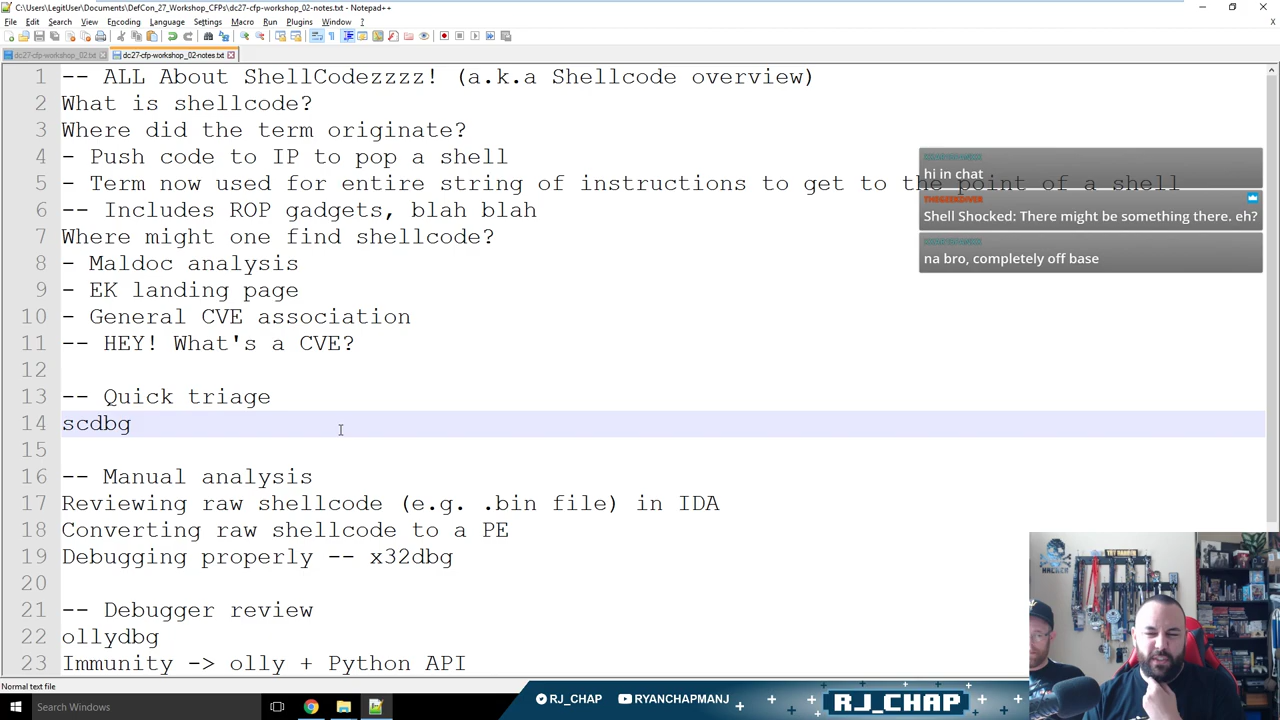 C:\Users\LegitUser\Documents\DefCon_27_Workshop_CFPs\dc27-cfp-workshop_02-notes.txt - Notepad++
File Edit Search View Encoding Language Settings Macro Run Plugins Window ?
dc27-cfp-workshop_02.txt dc27-cfp-workshop_02-notes.txt
1 -- ALL About ShellCodezzzz! (a.k.a Shellcode overview)
2 What is shellcode?
3 Where did the term originate?
4 - Push code to IP to pop a shell
5 - Term now used for entire string of instructions to get to the point of a shell
6 -- Includes ROP gadgets, blah blah
7 Where might one find shellcode?
8 - Maldoc analysis
9 - EK landing page
10 - General CVE association
11 -- HEY! What's a CVE?
12
13 -- Quick triage
14 scdbg
15
16 -- Manual analysis
17 Reviewing raw shellcode (e.g. .bin file) in IDA
18 Converting raw shellcode to a PE
19 Debugging properly -- x32dbg
20
21 -- Debugger review
22 ollydbg
23 Immunity -> olly + Python API
hi in chat
THEGEEKDIVER
Shell Shocked: There might be something there. eh?
na bro, completely off base
HACKER
TRY HARDER
Normal text file
Search Windows
RJ_CHAP
RYANCHAPMANJ
RJ_CHAP